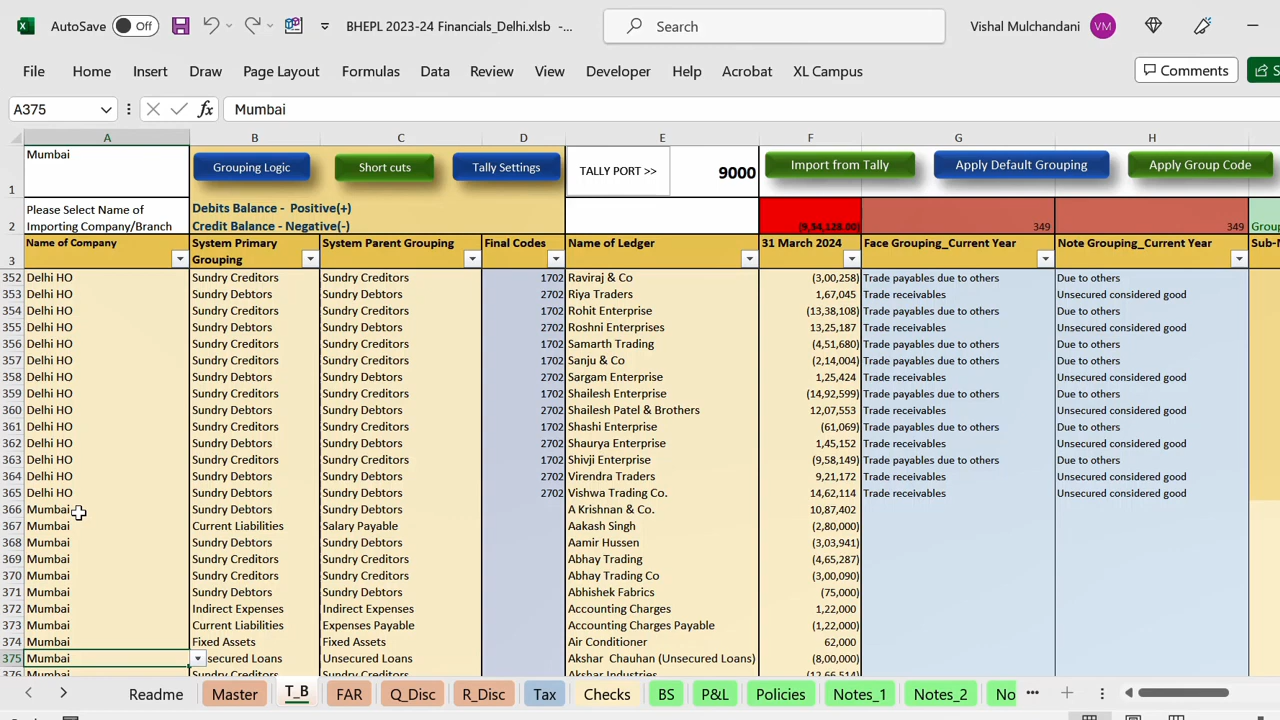 AutoSave Off BHEPL 2023-24 Financials_Delhi.xlsb -... Search Vishal Mulchandani VM
File Home Insert Draw Page Layout Formulas Data Review View Developer Help Acrobat XL Campus Comments S
A375 fx Mumbai
A B C D E F G H
1 Mumbai Grouping Logic Short cuts Tally Settings TALLY PORT >> 9000 Import from Tally Apply Default Grouping Apply Group Code
Please Select Name of Debits Balance - Positive(+)
2 Importing Company/Branch Credit Balance - Negative(-) (9,54,128.00) 349 349 Group
Name of Company System Primary System Parent Grouping Final Codes Name of Ledger 31 March 2024 Face Grouping_Current Year Note Grouping_Current Year
3 Grouping
352 Delhi HO Sundry Creditors Sundry Creditors 1702 Raviraj & Co (3,00,258) Trade payables due to others Due to others
353 Delhi HO Sundry Debtors Sundry Debtors 2702 Riya Traders 1,67,045 Trade receivables Unsecured considered good
354 Delhi HO Sundry Creditors Sundry Creditors 1702 Rohit Enterprise (13,38,108) Trade payables due to others Due to others
355 Delhi HO Sundry Debtors Sundry Debtors 2702 Roshni Enterprises 13,25,187 Trade receivables Unsecured considered good
356 Delhi HO Sundry Creditors Sundry Creditors 1702 Samarth Trading (4,51,680) Trade payables due to others Due to others
357 Delhi HO Sundry Debtors Sundry Debtors 1702 Sanju & Co (2,14,004) Trade payables due to others Due to others
358 Delhi HO Sundry Debtors Sundry Debtors 2702 Sargam Enterprise 1,25,424 Trade receivables Unsecured considered good
359 Delhi HO Sundry Creditors Sundry Creditors 1702 Shailesh Enterprise (14,92,599) Trade payables due to others Due to others
360 Delhi HO Sundry Debtors Sundry Debtors 2702 Shailesh Patel & Brothers 12,07,553 Trade receivables Unsecured considered good
361 Delhi HO Sundry Creditors Sundry Creditors 1702 Shashi Enterprise (61,069) Trade payables due to others Due to others
362 Delhi HO Sundry Debtors Sundry Debtors 2702 Shaurya Enterprise 1,45,152 Trade receivables Unsecured considered good
363 Delhi HO Sundry Creditors Sundry Creditors 1702 Shivji Enterprise (9,58,149) Trade payables due to others Due to others
364 Delhi HO Sundry Debtors Sundry Debtors 2702 Virendra Traders 9,21,172 Trade receivables Unsecured considered good
365 Delhi HO Sundry Debtors Sundry Debtors 2702 Vishwa Trading Co. 14,62,114 Trade receivables Unsecured considered good
366 Mumbai Sundry Debtors Sundry Debtors A Krishnan & Co. 10,87,402
367 Mumbai Current Liabilities Salary Payable Aakash Singh (2,80,000)
368 Mumbai Sundry Debtors Sundry Debtors Aamir Hussen (3,03,941)
369 Mumbai Sundry Creditors Sundry Creditors Abhay Trading (4,65,287)
370 Mumbai Sundry Creditors Sundry Creditors Abhay Trading Co (3,00,090)
371 Mumbai Sundry Debtors Sundry Debtors Abhishek Fabrics (75,000)
372 Mumbai Indirect Expenses Indirect Expenses Accounting Charges 1,22,000
373 Mumbai Current Liabilities Expenses Payable Accounting Charges Payable (1,22,000)
374 Mumbai Fixed Assets Fixed Assets Air Conditioner 62,000
375 Mumbai secured Loans Unsecured Loans Akshar Chauhan (Unsecured Loans) (8,00,000)
376 Mumbai Sundry Creditors Sundry Creditors Akshar Industries (12,66,514)
Readme Master T_B FAR Q_Disc R_Disc Tax Checks BS P&L Policies Notes_1 Notes_2 No ...